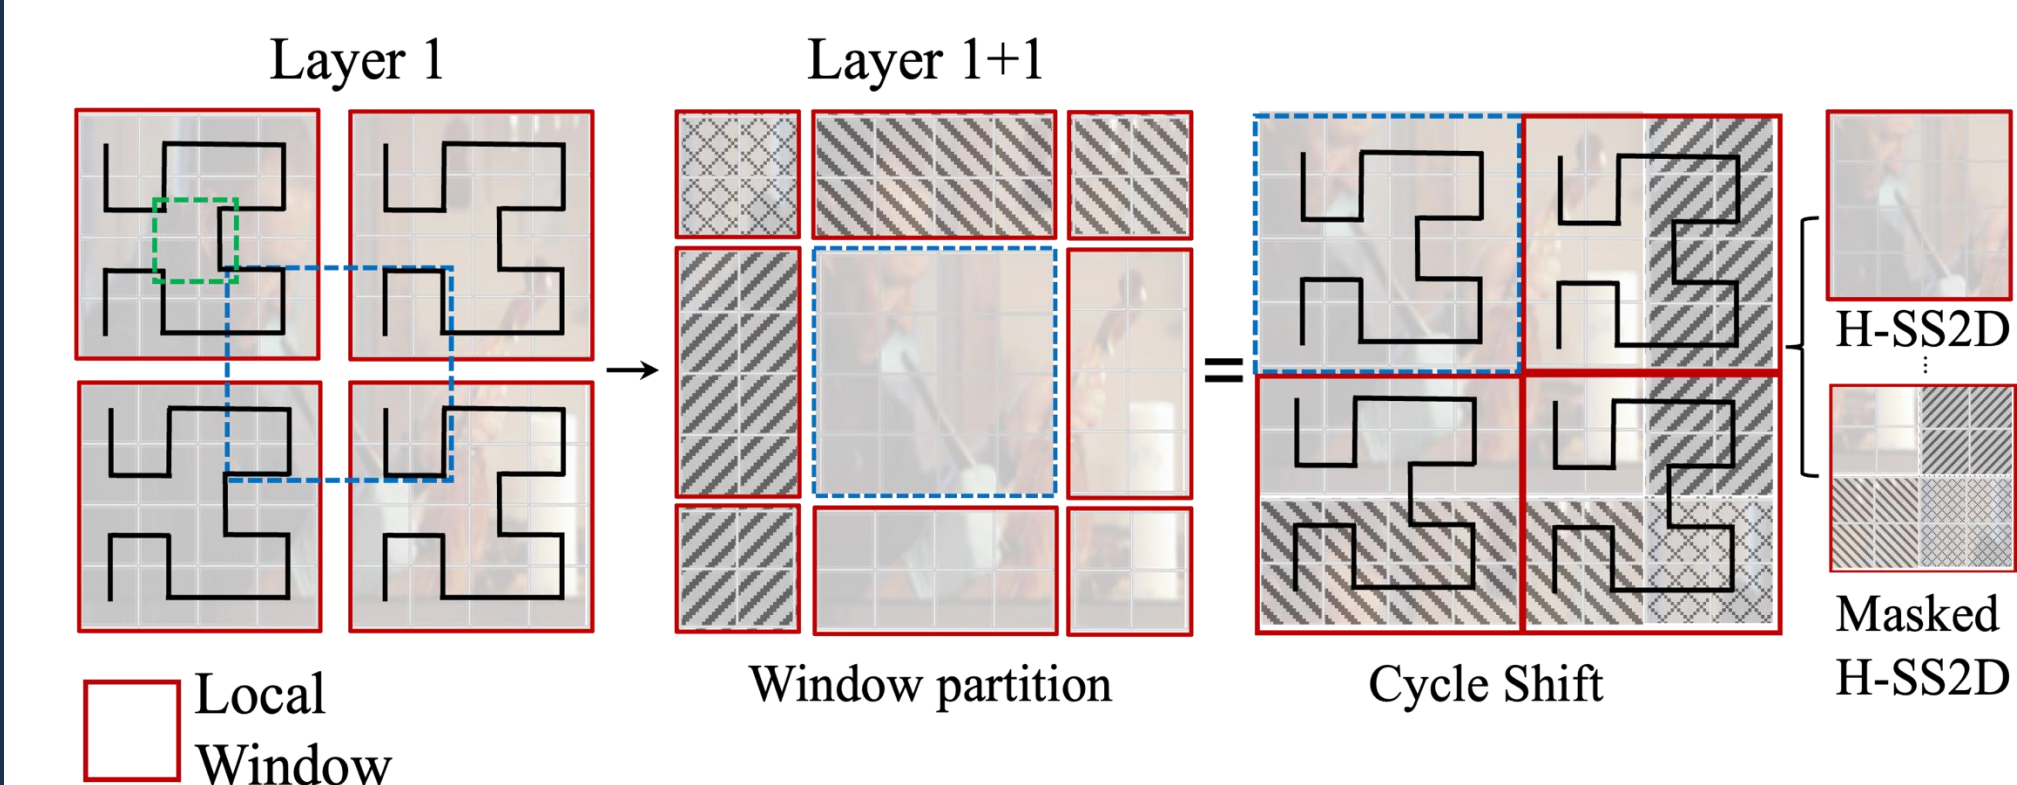 Layer 1
Layer 1+1
H-SS2D
Masked
H-SS2D
Window partition
Cycle Shift
Local
Window